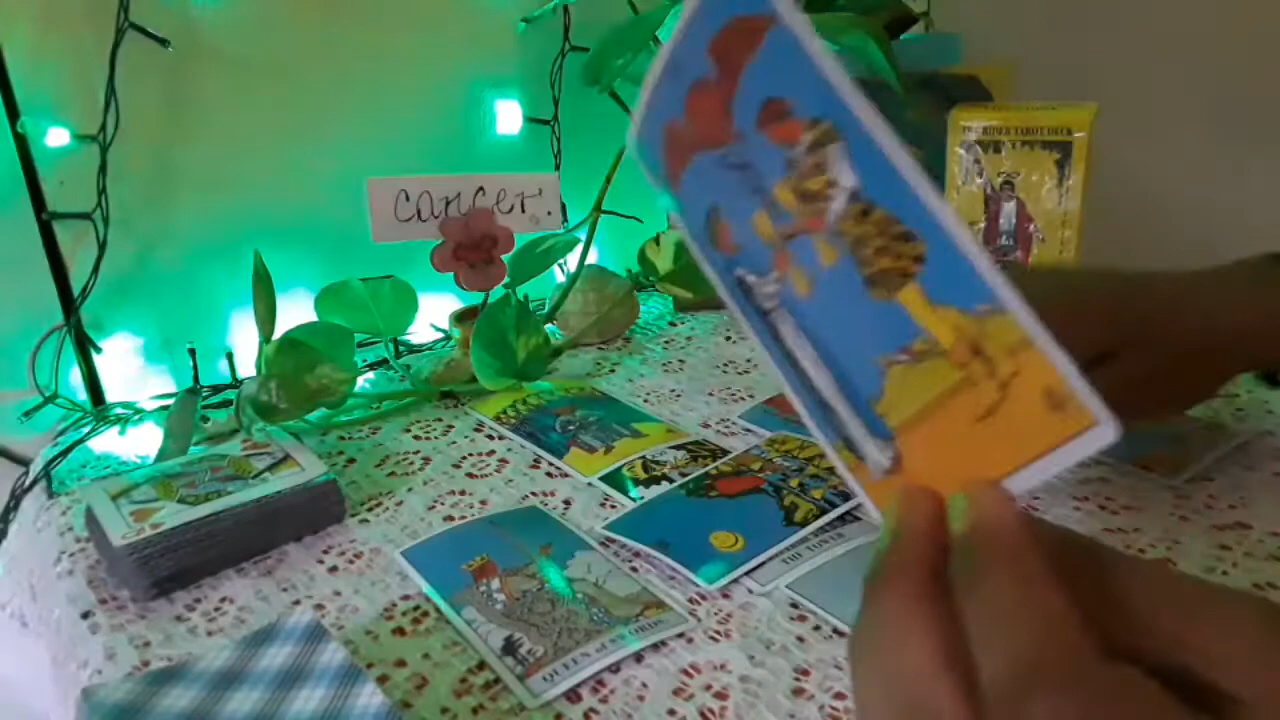 cancer.
THE RIDER TAROT DECK
THE TOWER
QUEEN of SWORDS